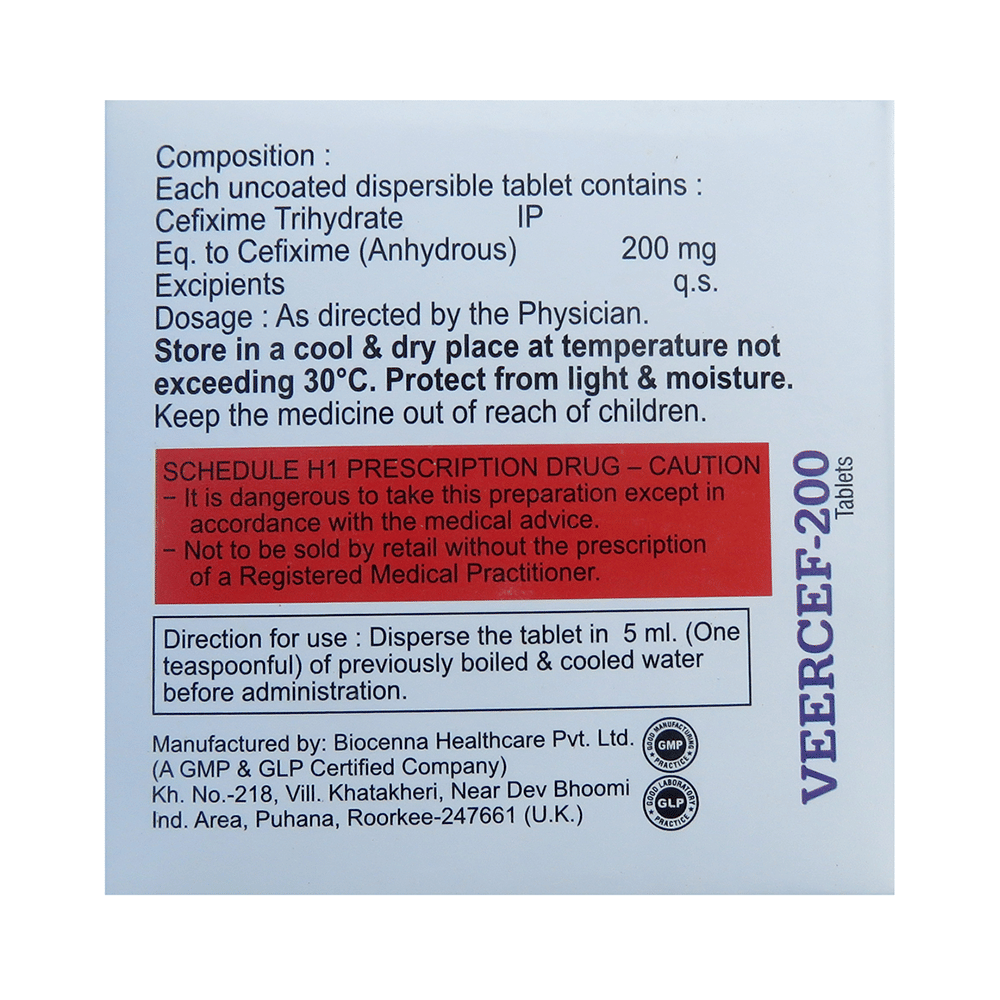 Composition :
Each uncoated dispersible tablet contains :
Cefixime Trihydrate IP
Eq. to Cefixime (Anhydrous) 200 mg
Excipients q.s.
Dosage : As directed by the Physician.
Store in a cool & dry place at temperature not
exceeding 30°C. Protect from light & moisture.
Keep the medicine out of reach of children.
SCHEDULE H1 PRESCRIPTION DRUG – CAUTION
– It is dangerous to take this preparation except in
accordance with the medical advice.
– Not to be sold by retail without the prescription
of a Registered Medical Practitioner.
Direction for use : Disperse the tablet in 5 ml. (One
teaspoonful) of previously boiled & cooled water
before administration.
Manufactured by: Biocenna Healthcare Pvt. Ltd.
(A GMP & GLP Certified Company)
Kh. No.-218, Vill. Khatakheri, Near Dev Bhoomi
Ind. Area, Puhana, Roorkee-247661 (U.K.)
GOOD MANUFACTURING
GMP
PRACTICE
GOOD LABORATORY
GLP
PRACTICE
VEERCEF-200
Tablets